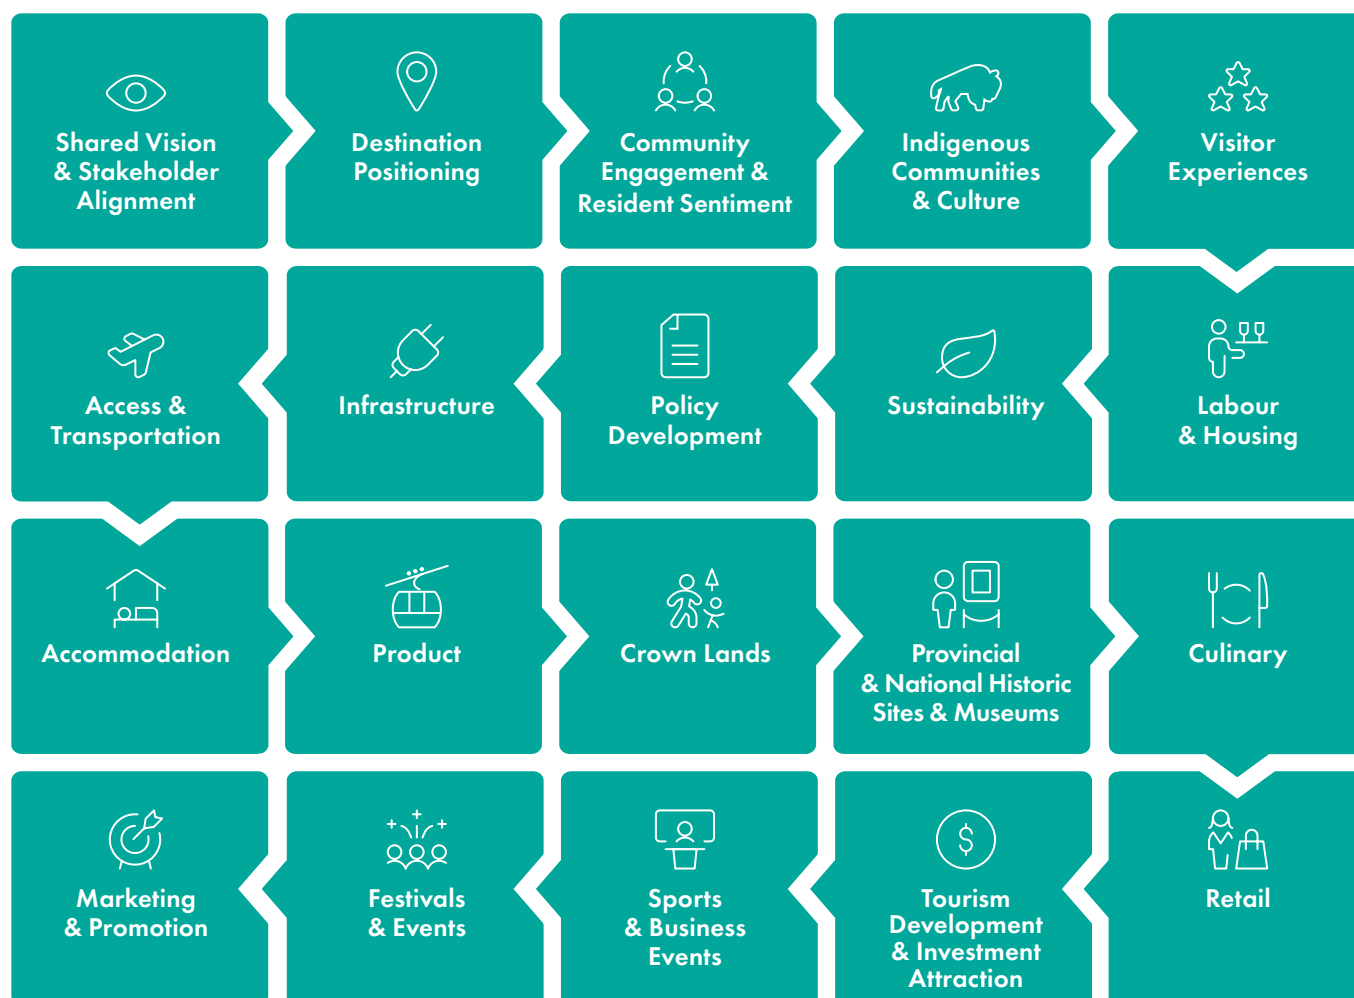 Shared Vision
& Stakeholder
Alignment
Destination
Positioning
Community
Engagement &
Resident Sentiment
Indigenous
Communities
& Culture
Visitor
Experiences
Labour
& Housing
Sustainability
Policy
Development
Infrastructure
Access &
Transportation
Accommodation
Product
Crown Lands
Provincial
& National Historic
Sites & Museums
Culinary
Retail
$
Tourism
Development
& Investment
Attraction
Sports
& Business
Events
Festivals
& Events
Marketing
& Promotion